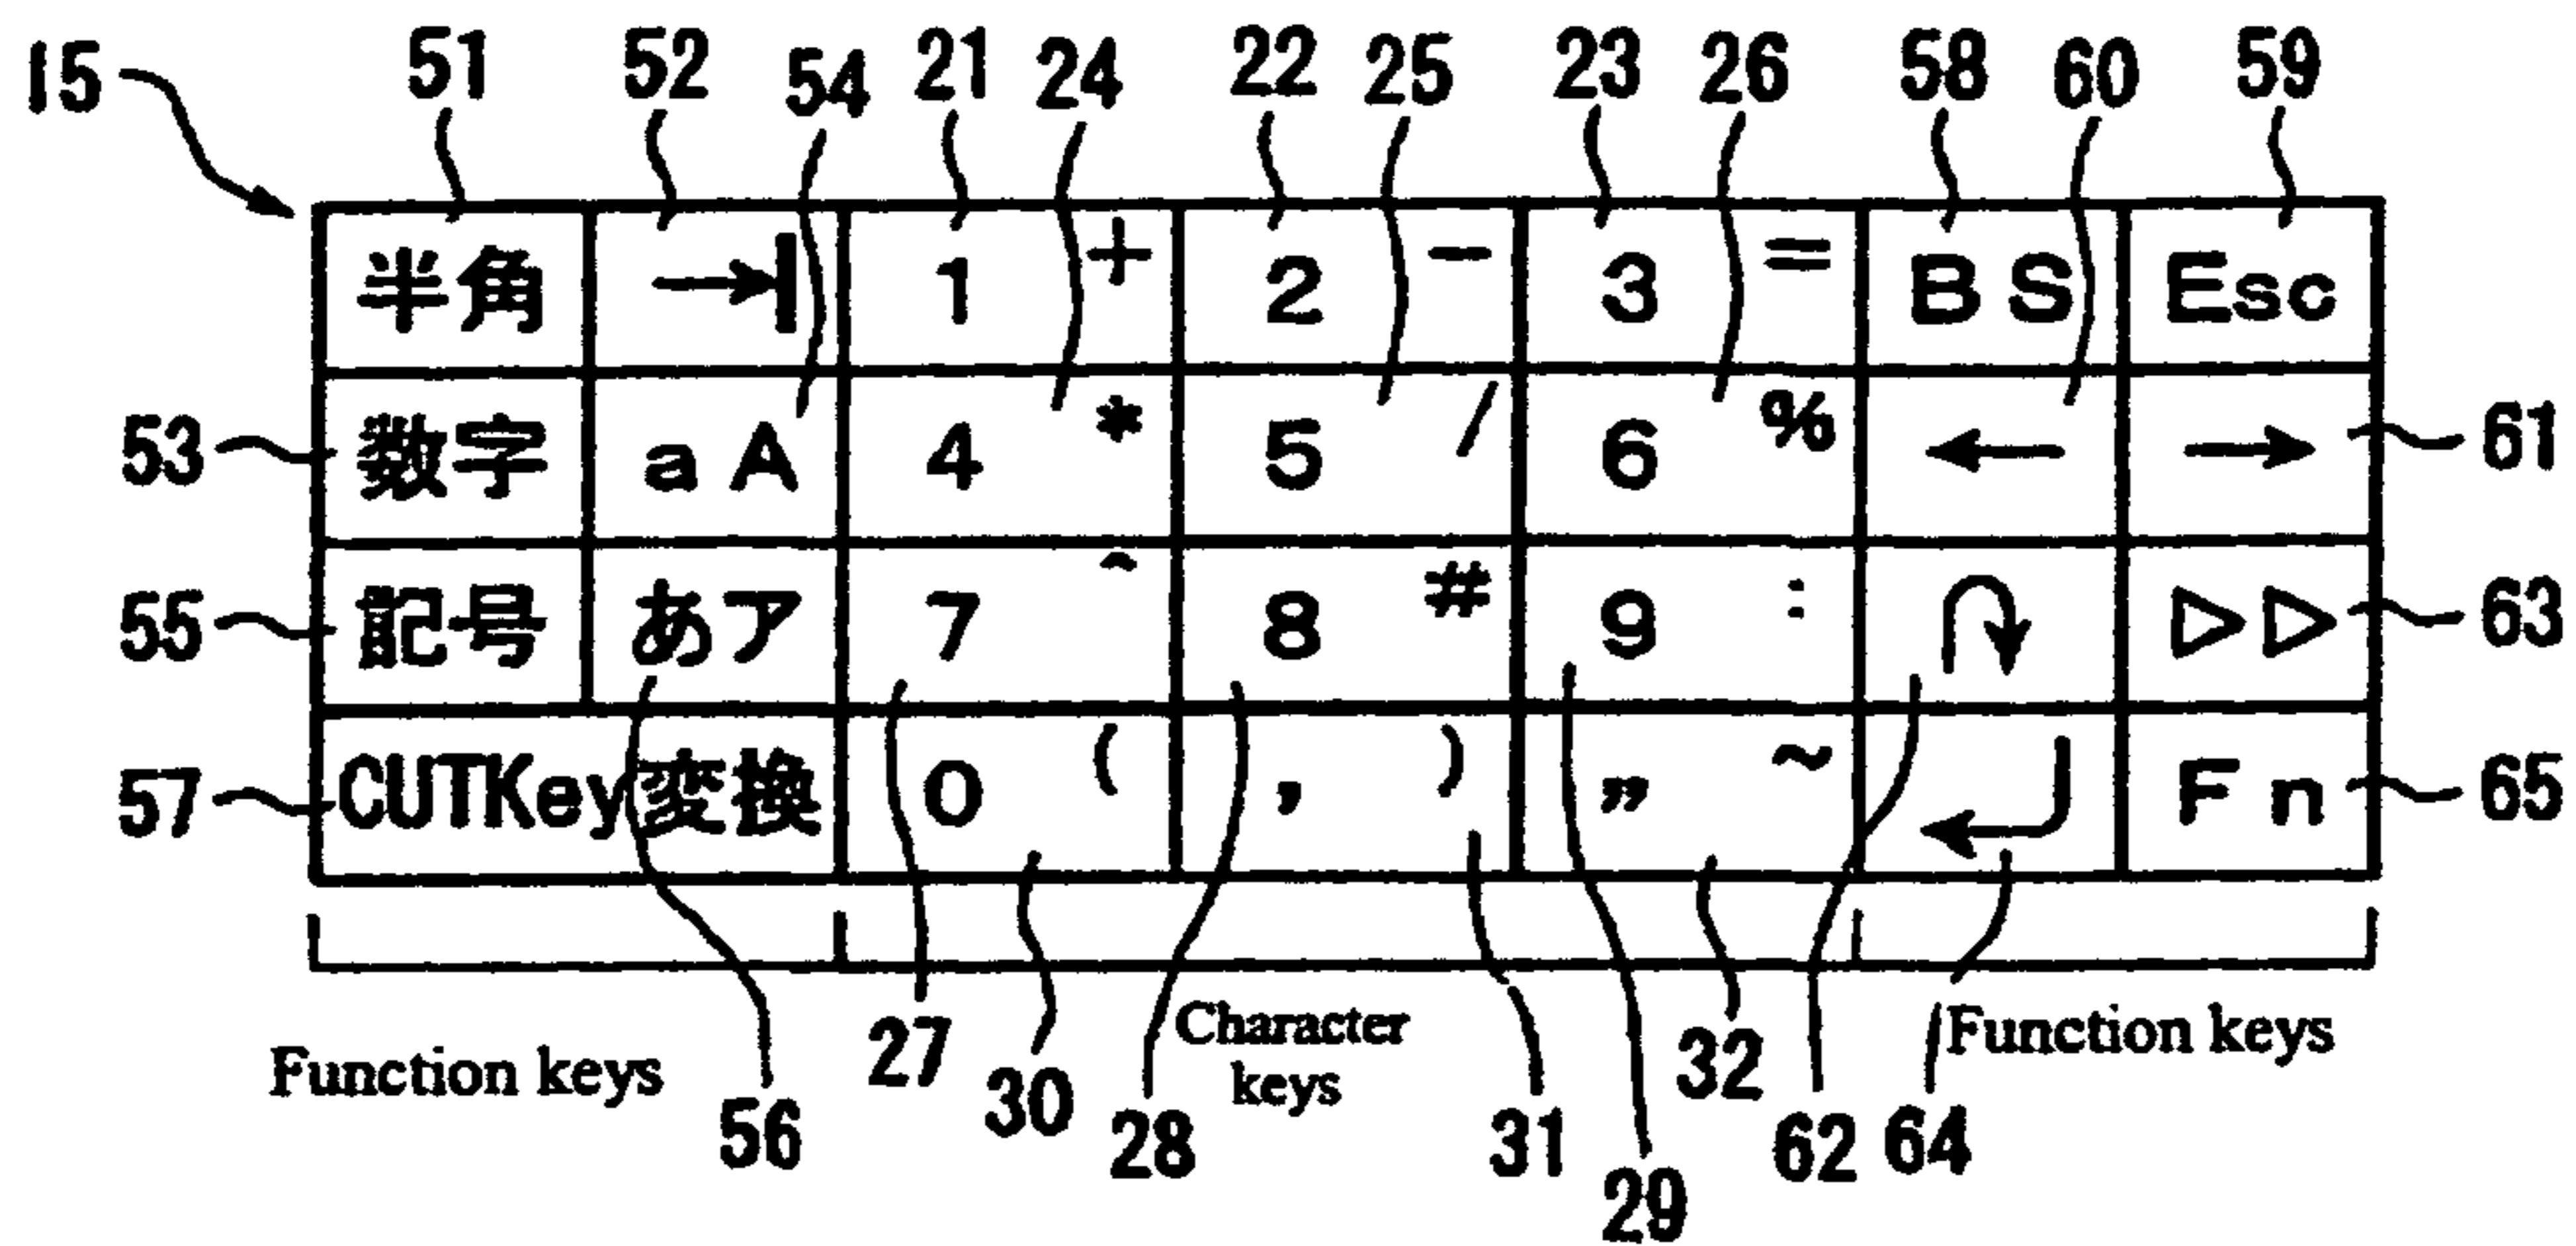 15 51 52 54 21 24 22 25 23 26 58 60 59
半角 →| 1 + 2 - 3 = BS Esc
53 数字 aA 4 * 5 / 6 % ← → 61
55 記号 あア 7 ^ 8 # 9 : ↷ ▷▷ 63
57 CUTKey変換 0 ( , ) „ ~ ↵ Fn 65
Function keys
Character
keys
Function keys
56 27 30 28 31 29 32 62 64